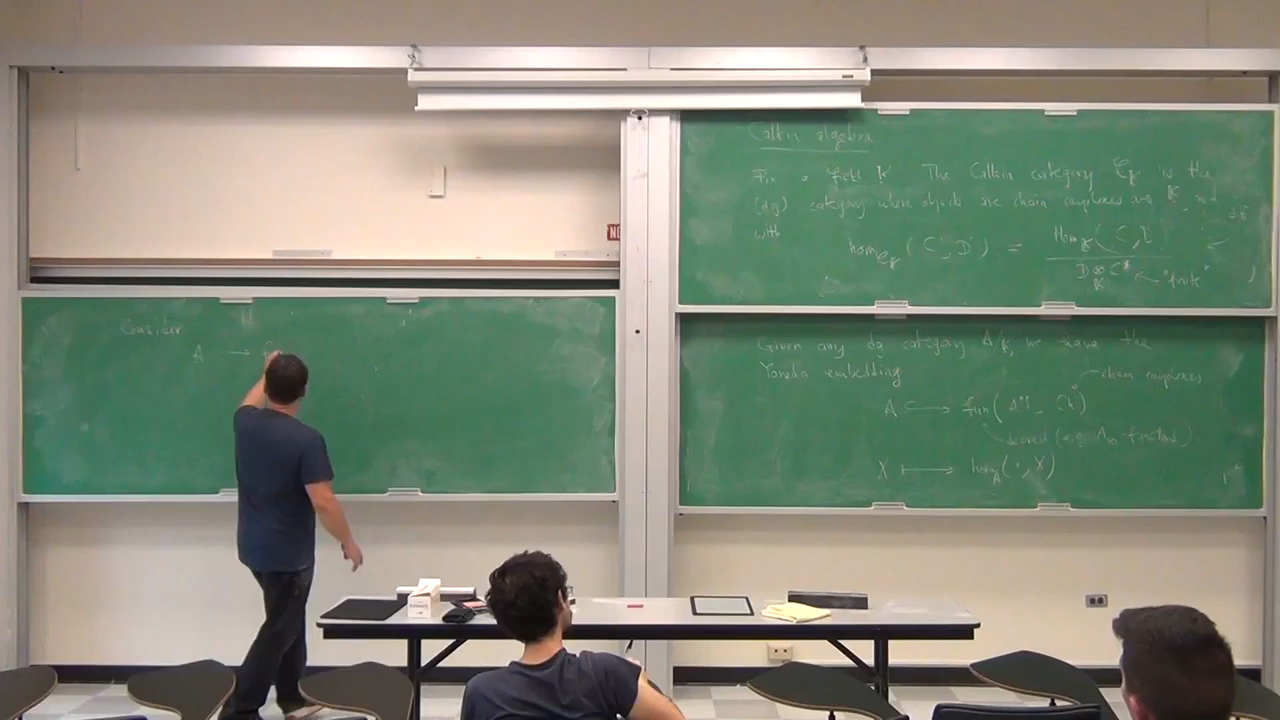 Consider
A →
Calkin algebra
Fix a field k. The Calkin category C_k is the
(dg) category whose objects are chain complexes over k, and
with hom_{C_k}(C, D) = Hom_k(C, D) / D ⊗_k C* ← "finite"
Given any dg category A/k, we have the
Yoneda embedding
chain complexes
A ↪ fun(A^{op}, Ch)
derived (e.g. A∞-functors)
X ↦ hom_A(·, X)